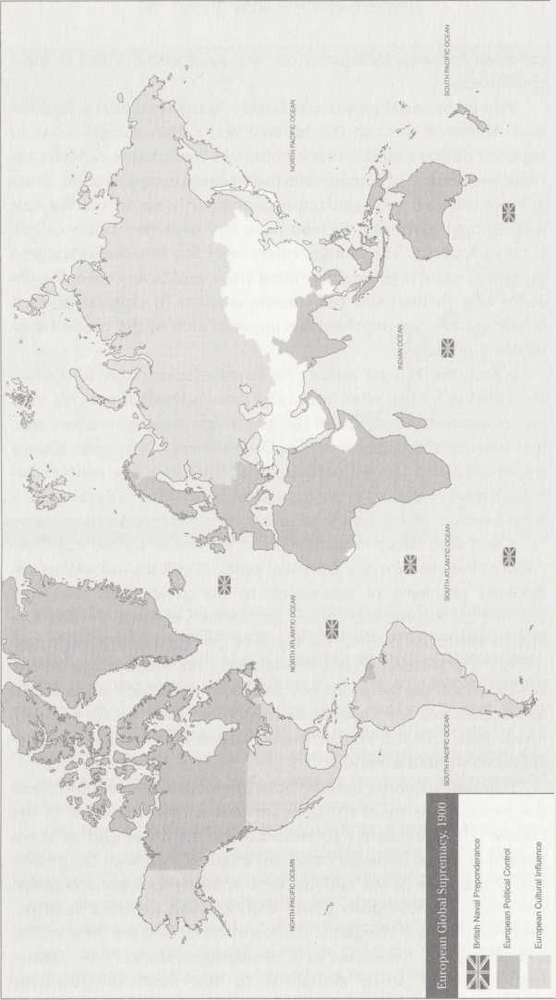 NORTH PACIFIC OCEAN
SOUTH PACIFIC OCEAN
INDIAN OCEAN
NORTH ATLANTIC OCEAN
SOUTH ATLANTIC OCEAN
NORTH PACIFIC OCEAN
SOUTH PACIFIC OCEAN
European Global Supremacy, 1900
British Naval Preponderance
European Political Control
European Cultural Influence